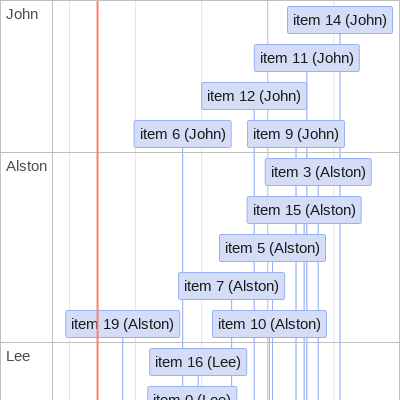 John
item 14 (John)
item 11 (John)
item 12 (John)
item 6 (John)
item 9 (John)
Alston
item 3 (Alston)
item 15 (Alston)
item 5 (Alston)
item 7 (Alston)
item 19 (Alston)
item 10 (Alston)
Lee
item 16 (Lee)
item 0 (Lee)